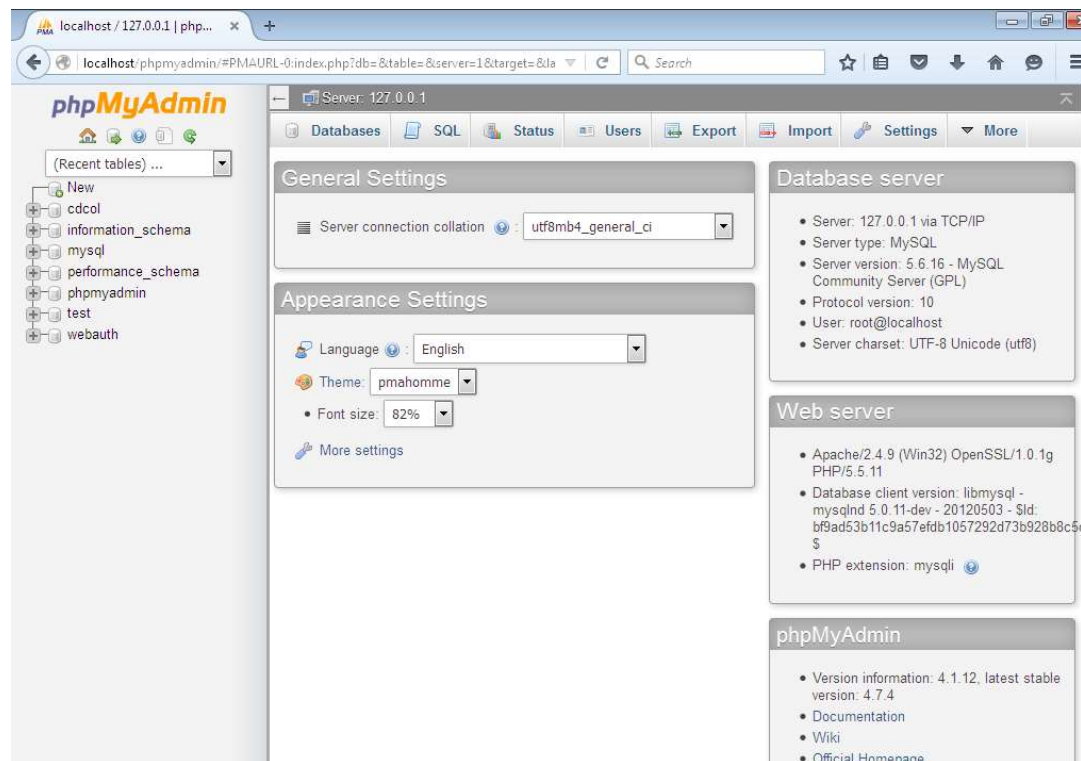 localhost / 127.0.0.1 | php...
localhost/phpmyadmin/#PMAURL-0:index.php?db=&table=&server=1&target=&la
Search
phpMyAdmin
(Recent tables) ...
New
cdcol
information_schema
mysql
performance_schema
phpmyadmin
test
webauth
Server: 127.0.0.1
Databases
SQL
Status
Users
Export
Import
Settings
More
General Settings
Server connection collation :
utf8mb4_general_ci
Appearance Settings
Language : English
Theme: pmahomme
Font size: 82%
More settings
Database server
Server: 127.0.0.1 via TCP/IP
Server type: MySQL
Server version: 5.6.16 - MySQL
Community Server (GPL)
Protocol version: 10
User: root@localhost
Server charset: UTF-8 Unicode (utf8)
Web server
Apache/2.4.9 (Win32) OpenSSL/1.0.1g
PHP/5.5.11
Database client version: libmysql -
mysqlnd 5.0.11-dev - 20120503 - $Id:
bf9ad53b11c9a57efdb1057292d73b928b8c5
$
PHP extension: mysqli
phpMyAdmin
Version information: 4.1.12, latest stable
version: 4.7.4
Documentation
Wiki
Official Homepage